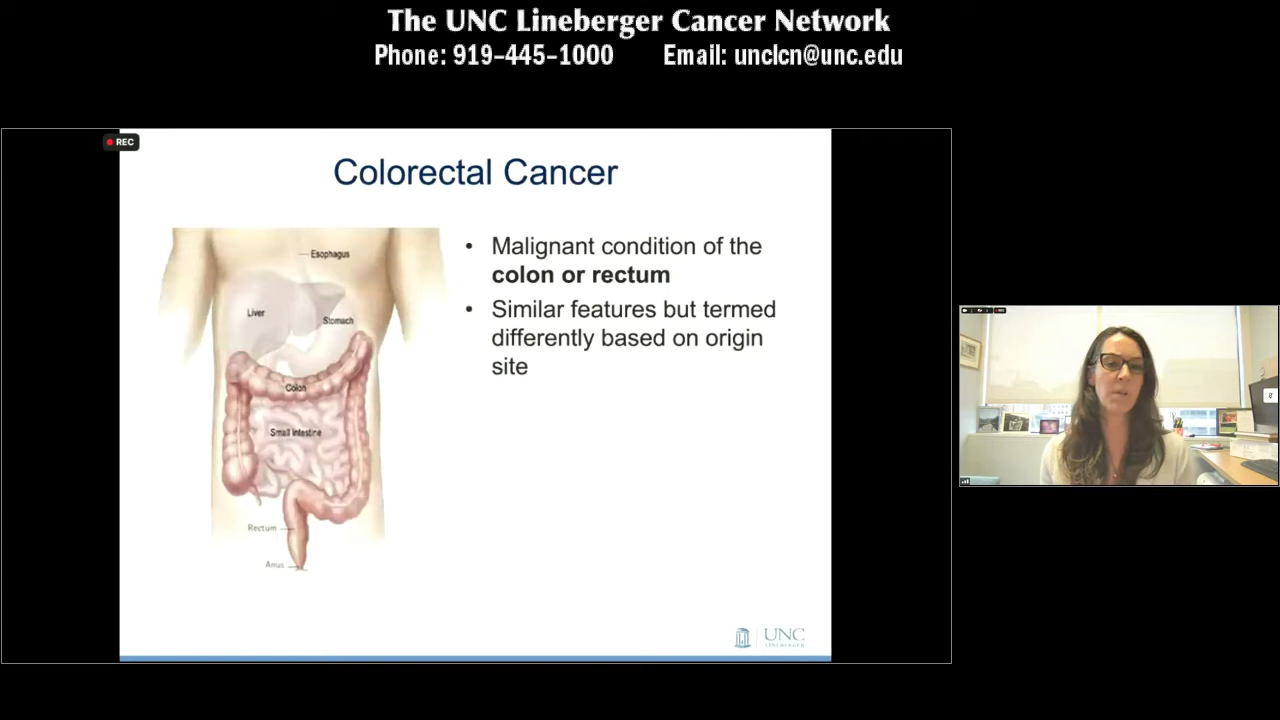 The UNC Lineberger Cancer Network
Phone: 919-445-1000 Email: unclcn@unc.edu
REC
Colorectal Cancer
Esophagus
Liver
Stomach
Colon
Small Intestine
Rectum
Anus
• Malignant condition of the
colon or rectum
• Similar features but termed
differently based on origin
site
UNC
LINEBERGER